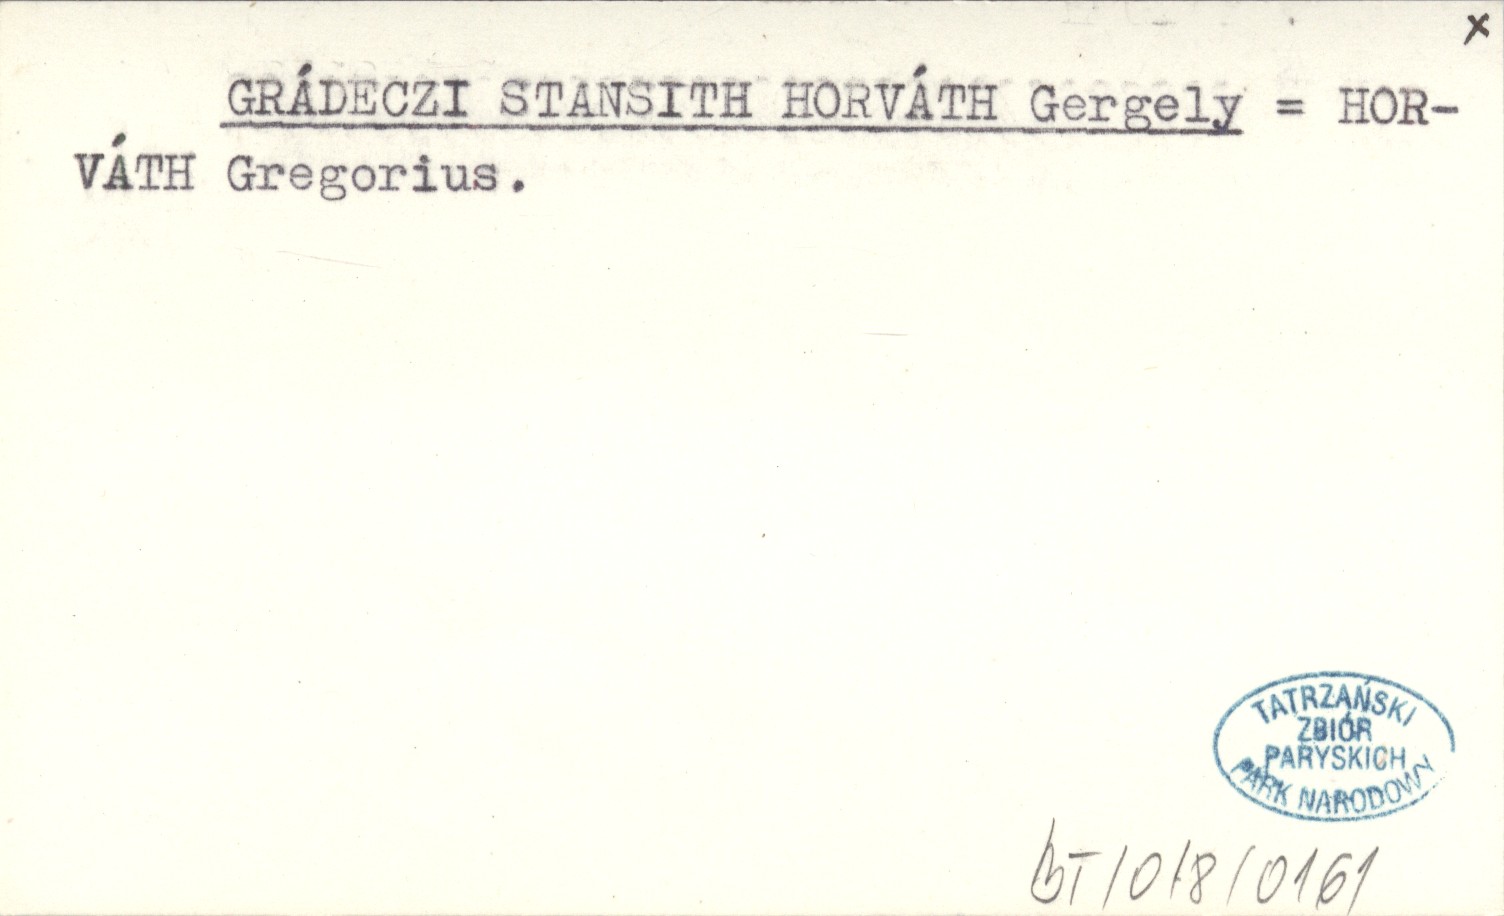 x
GRÁDECZI STANSITH HORVÁTH Gergely = HOR-
VÁTH Gregorius.
TATRZAŃSKI
ZBIÓR
PARYSKICH
PARK NARODOWY
BT/018/0161